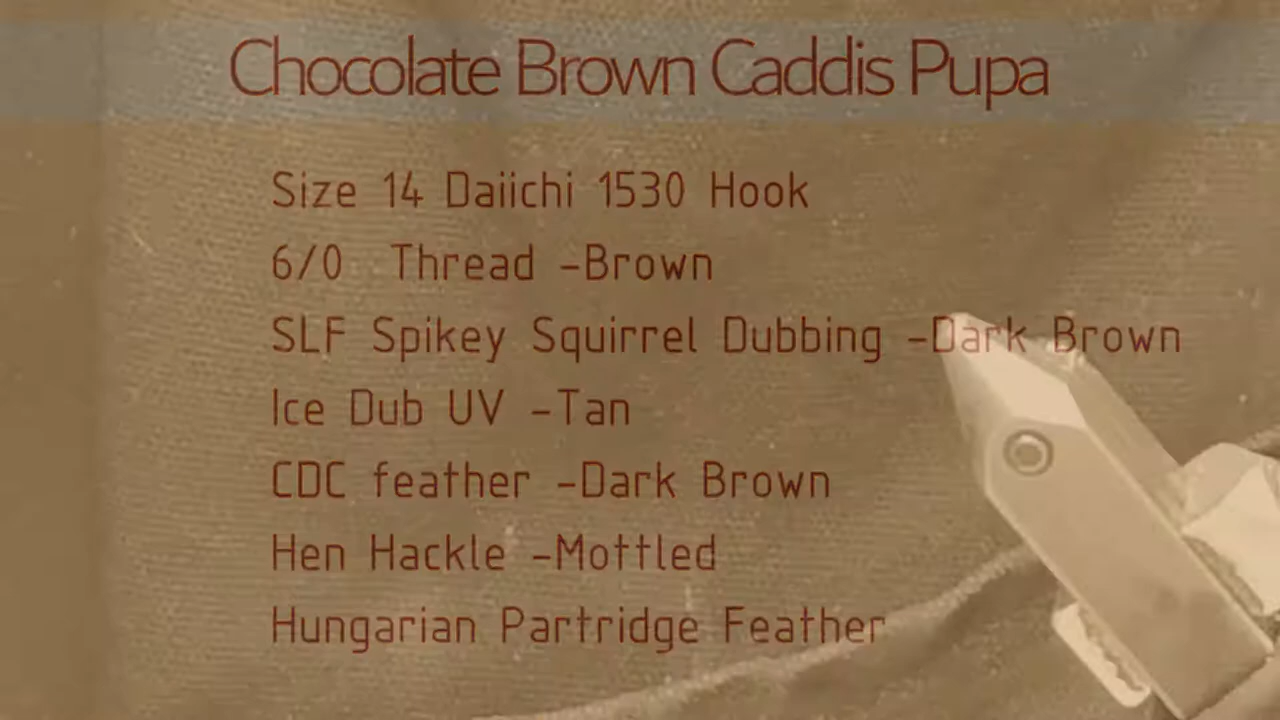 Chocolate Brown Caddis Pupa
Size 14 Daiichi 1530 Hook
6/0 Thread -Brown
SLF Spikey Squirrel Dubbing -Dark Brown
Ice Dub UV -Tan
CDC feather -Dark Brown
Hen Hackle -Mottled
Hungarian Partridge Feather